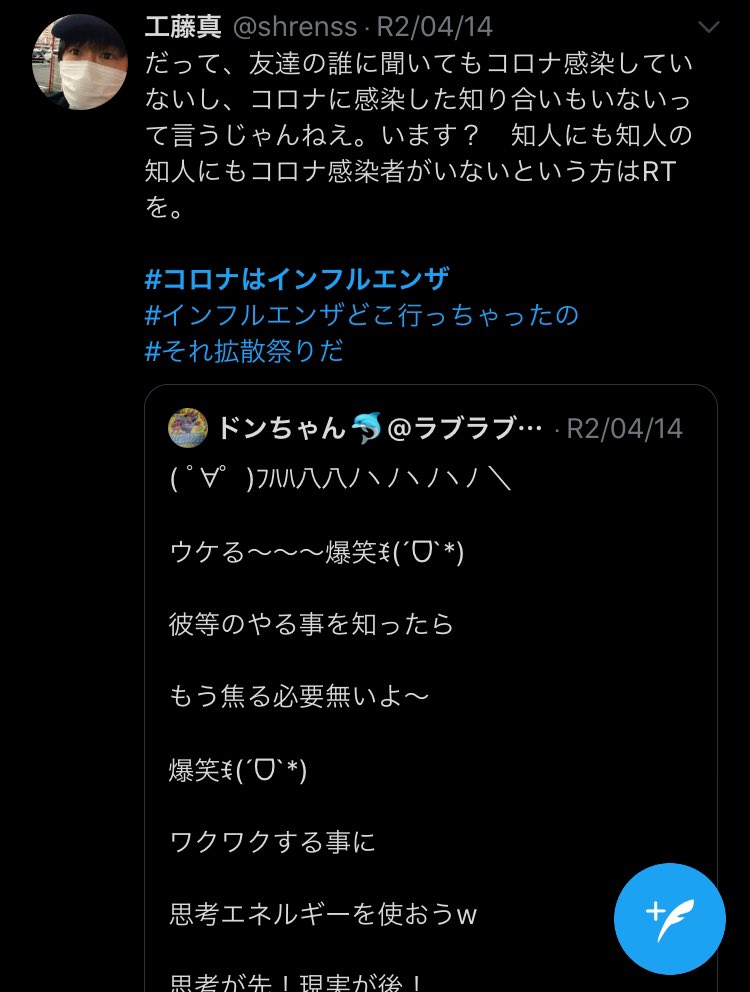 工藤真 @shrenss · R2/04/14
だって、友達の誰に聞いてもコロナ感染してい
ないし、コロナに感染した知り合いもいないっ
て言うじゃんねえ。います？　知人にも知人の
知人にもコロナ感染者がいないという方はRT
を。
#コロナはインフルエンザ
#インフルエンザどこ行っちゃったの
#それ拡散祭りだ
ドンちゃん🐬@ラブラブ… · R2/04/14
( ﾟ∀ﾟ)ﾌﾊﾊ八八ノヽノヽノヽノ＼
ウケる〜〜〜爆笑ﾐ(´ᗜ`*)
彼等のやる事を知ったら
もう焦る必要無いよ〜
爆笑ﾐ(´ᗜ`*)
ワクワクする事に
思考エネルギーを使おうw
思考が先！現実が後！